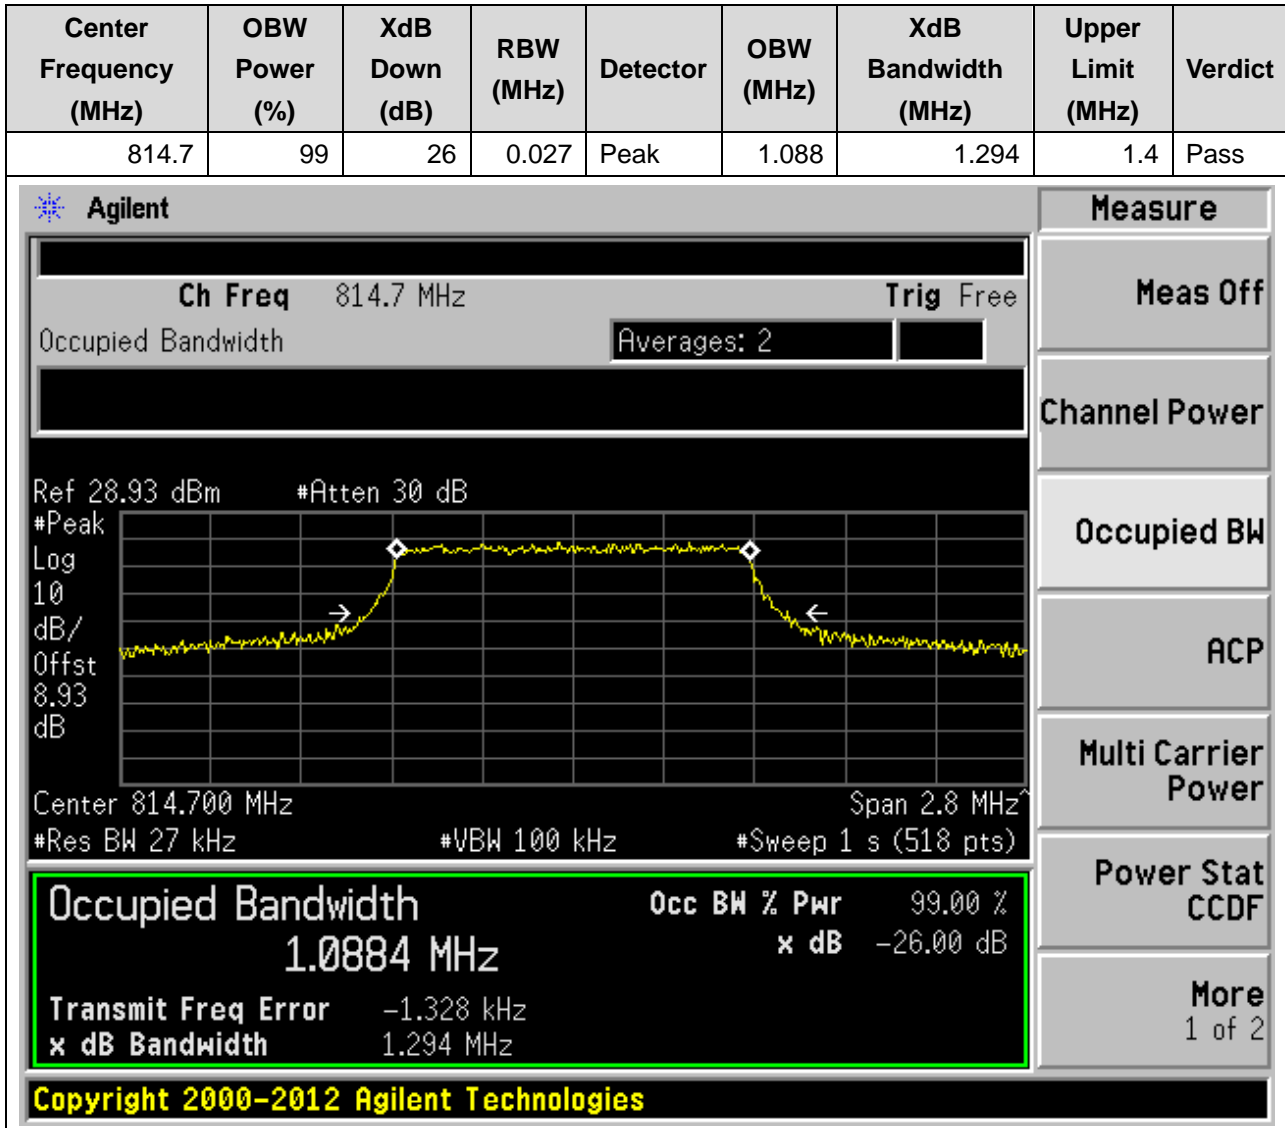 Center Frequency (MHz) OBW Power (%) XdB Down (dB) RBW (MHz) Detector OBW (MHz) XdB Bandwidth (MHz) Upper Limit (MHz) Verdict
814.7 99 26 0.027 Peak 1.088 1.294 1.4 Pass
Agilent
Measure
Ch Freq 814.7 MHz Trig Free
Occupied Bandwidth Averages: 2
Meas Off
Channel Power
Occupied BW
ACP
Multi Carrier
Power
Power Stat
CCDF
More
1 of 2
Ref 28.93 dBm #Atten 30 dB
#Peak
Log
10
dB/
Offst
8.93
dB
Center 814.700 MHz Span 2.8 MHz^
#Res BW 27 kHz #VBW 100 kHz #Sweep 1 s (518 pts)
Occupied Bandwidth Occ BW % Pwr 99.00 %
1.0884 MHz x dB -26.00 dB
Transmit Freq Error -1.328 kHz
x dB Bandwidth 1.294 MHz
Copyright 2000-2012 Agilent Technologies